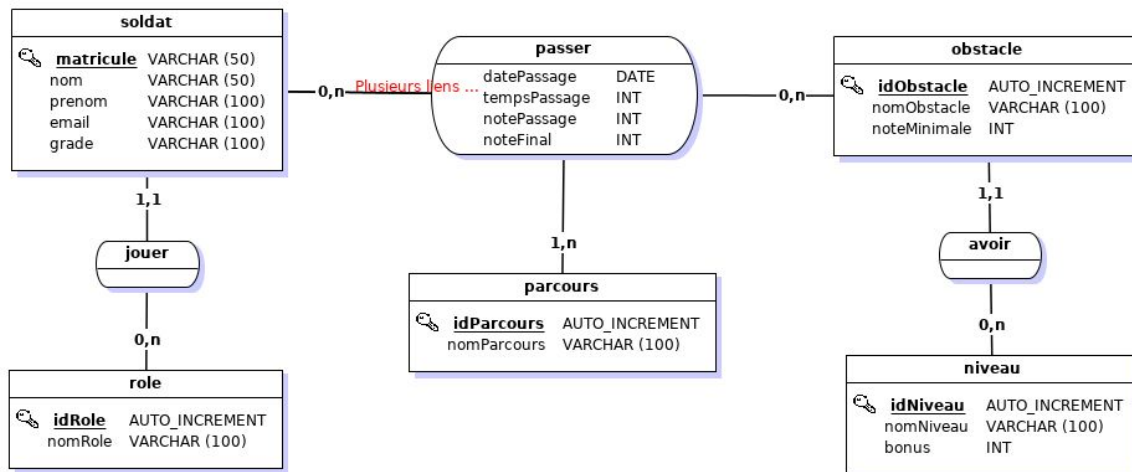 soldat
matricule VARCHAR (50)
nom VARCHAR (50)
prenom VARCHAR (100)
email VARCHAR (100)
grade VARCHAR (100)
0,n
Plusieurs liens ...
passer
datePassage DATE
tempsPassage INT
notePassage INT
noteFinal INT
0,n
obstacle
idObstacle AUTO_INCREMENT
nomObstacle VARCHAR (100)
noteMinimale INT
1,1
jouer
0,n
role
idRole AUTO_INCREMENT
nomRole VARCHAR (100)
1,n
parcours
idParcours AUTO_INCREMENT
nomParcours VARCHAR (100)
1,1
avoir
0,n
niveau
idNiveau AUTO_INCREMENT
nomNiveau VARCHAR (100)
bonus INT